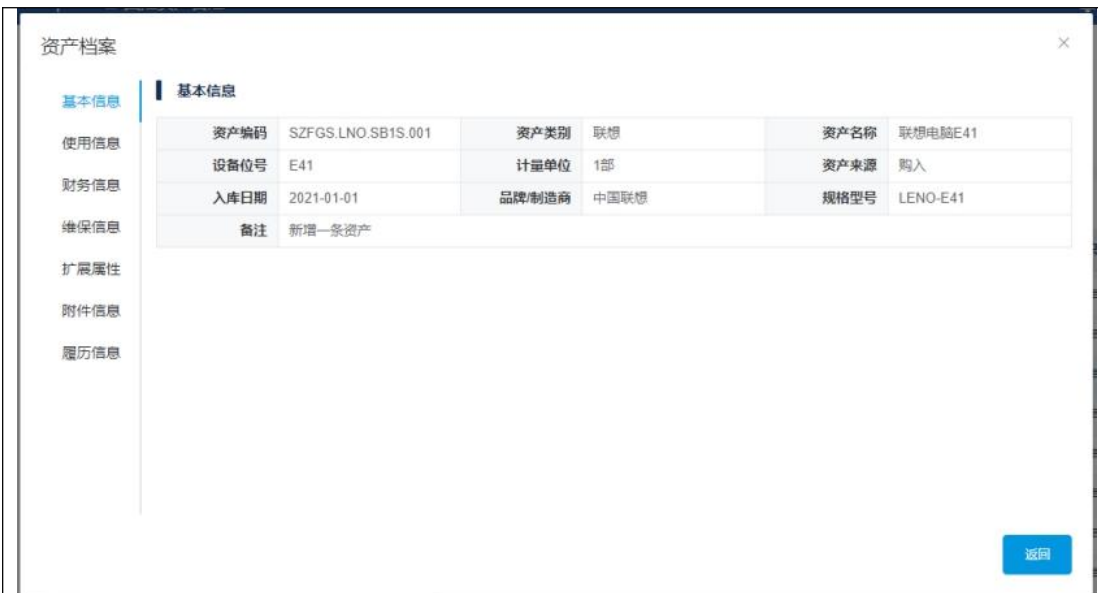 资产档案
基本信息
使用信息
财务信息
维保信息
扩展属性
附件信息
履历信息
基本信息
资产编码 SZFGS.LNO.SB1S.001 资产类别 联想 资产名称 联想电脑E41
设备位号 E41 计量单位 1部 资产来源 购入
入库日期 2021-01-01 品牌/制造商 中国联想 规格型号 LENO-E41
备注 新增一条资产
返回